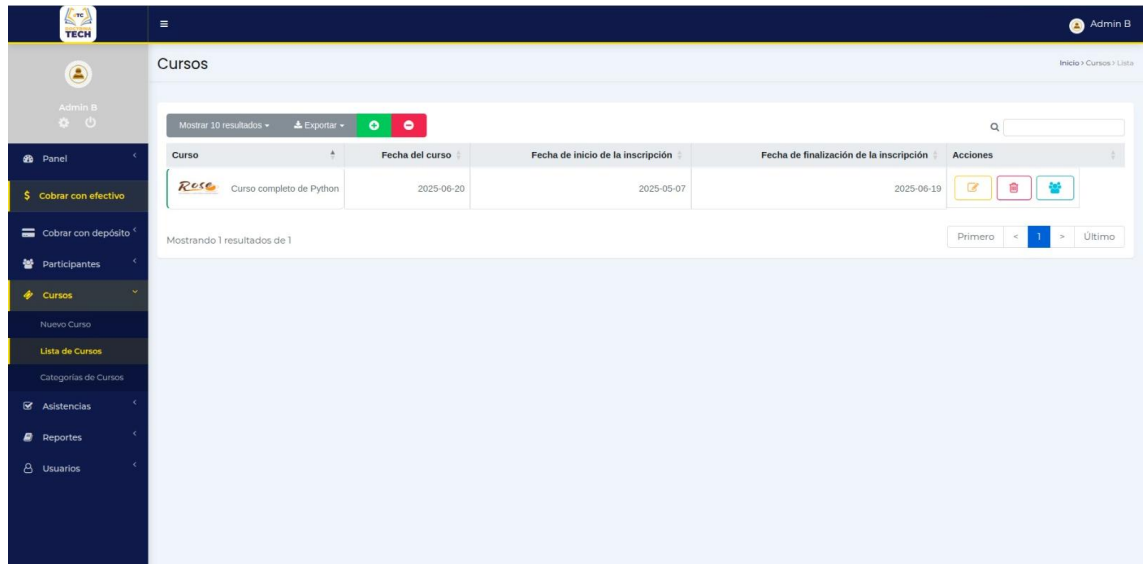 TC
TECH
Admin B
Admin B
Cursos
Inicio > Cursos > Lista
Mostrar 10 resultados
Exportar
Curso Fecha del curso Fecha de inicio de la inscripción Fecha de finalización de la inscripción Acciones
Rose Curso completo de Python 2025-06-20 2025-05-07 2025-06-19
Mostrando 1 resultados de 1
Primero < 1 > Último
Panel
$ Cobrar con efectivo
Cobrar con depósito
Participantes
Cursos
Nuevo Curso
Lista de Cursos
Categorías de Cursos
Asistencias
Reportes
Usuarios